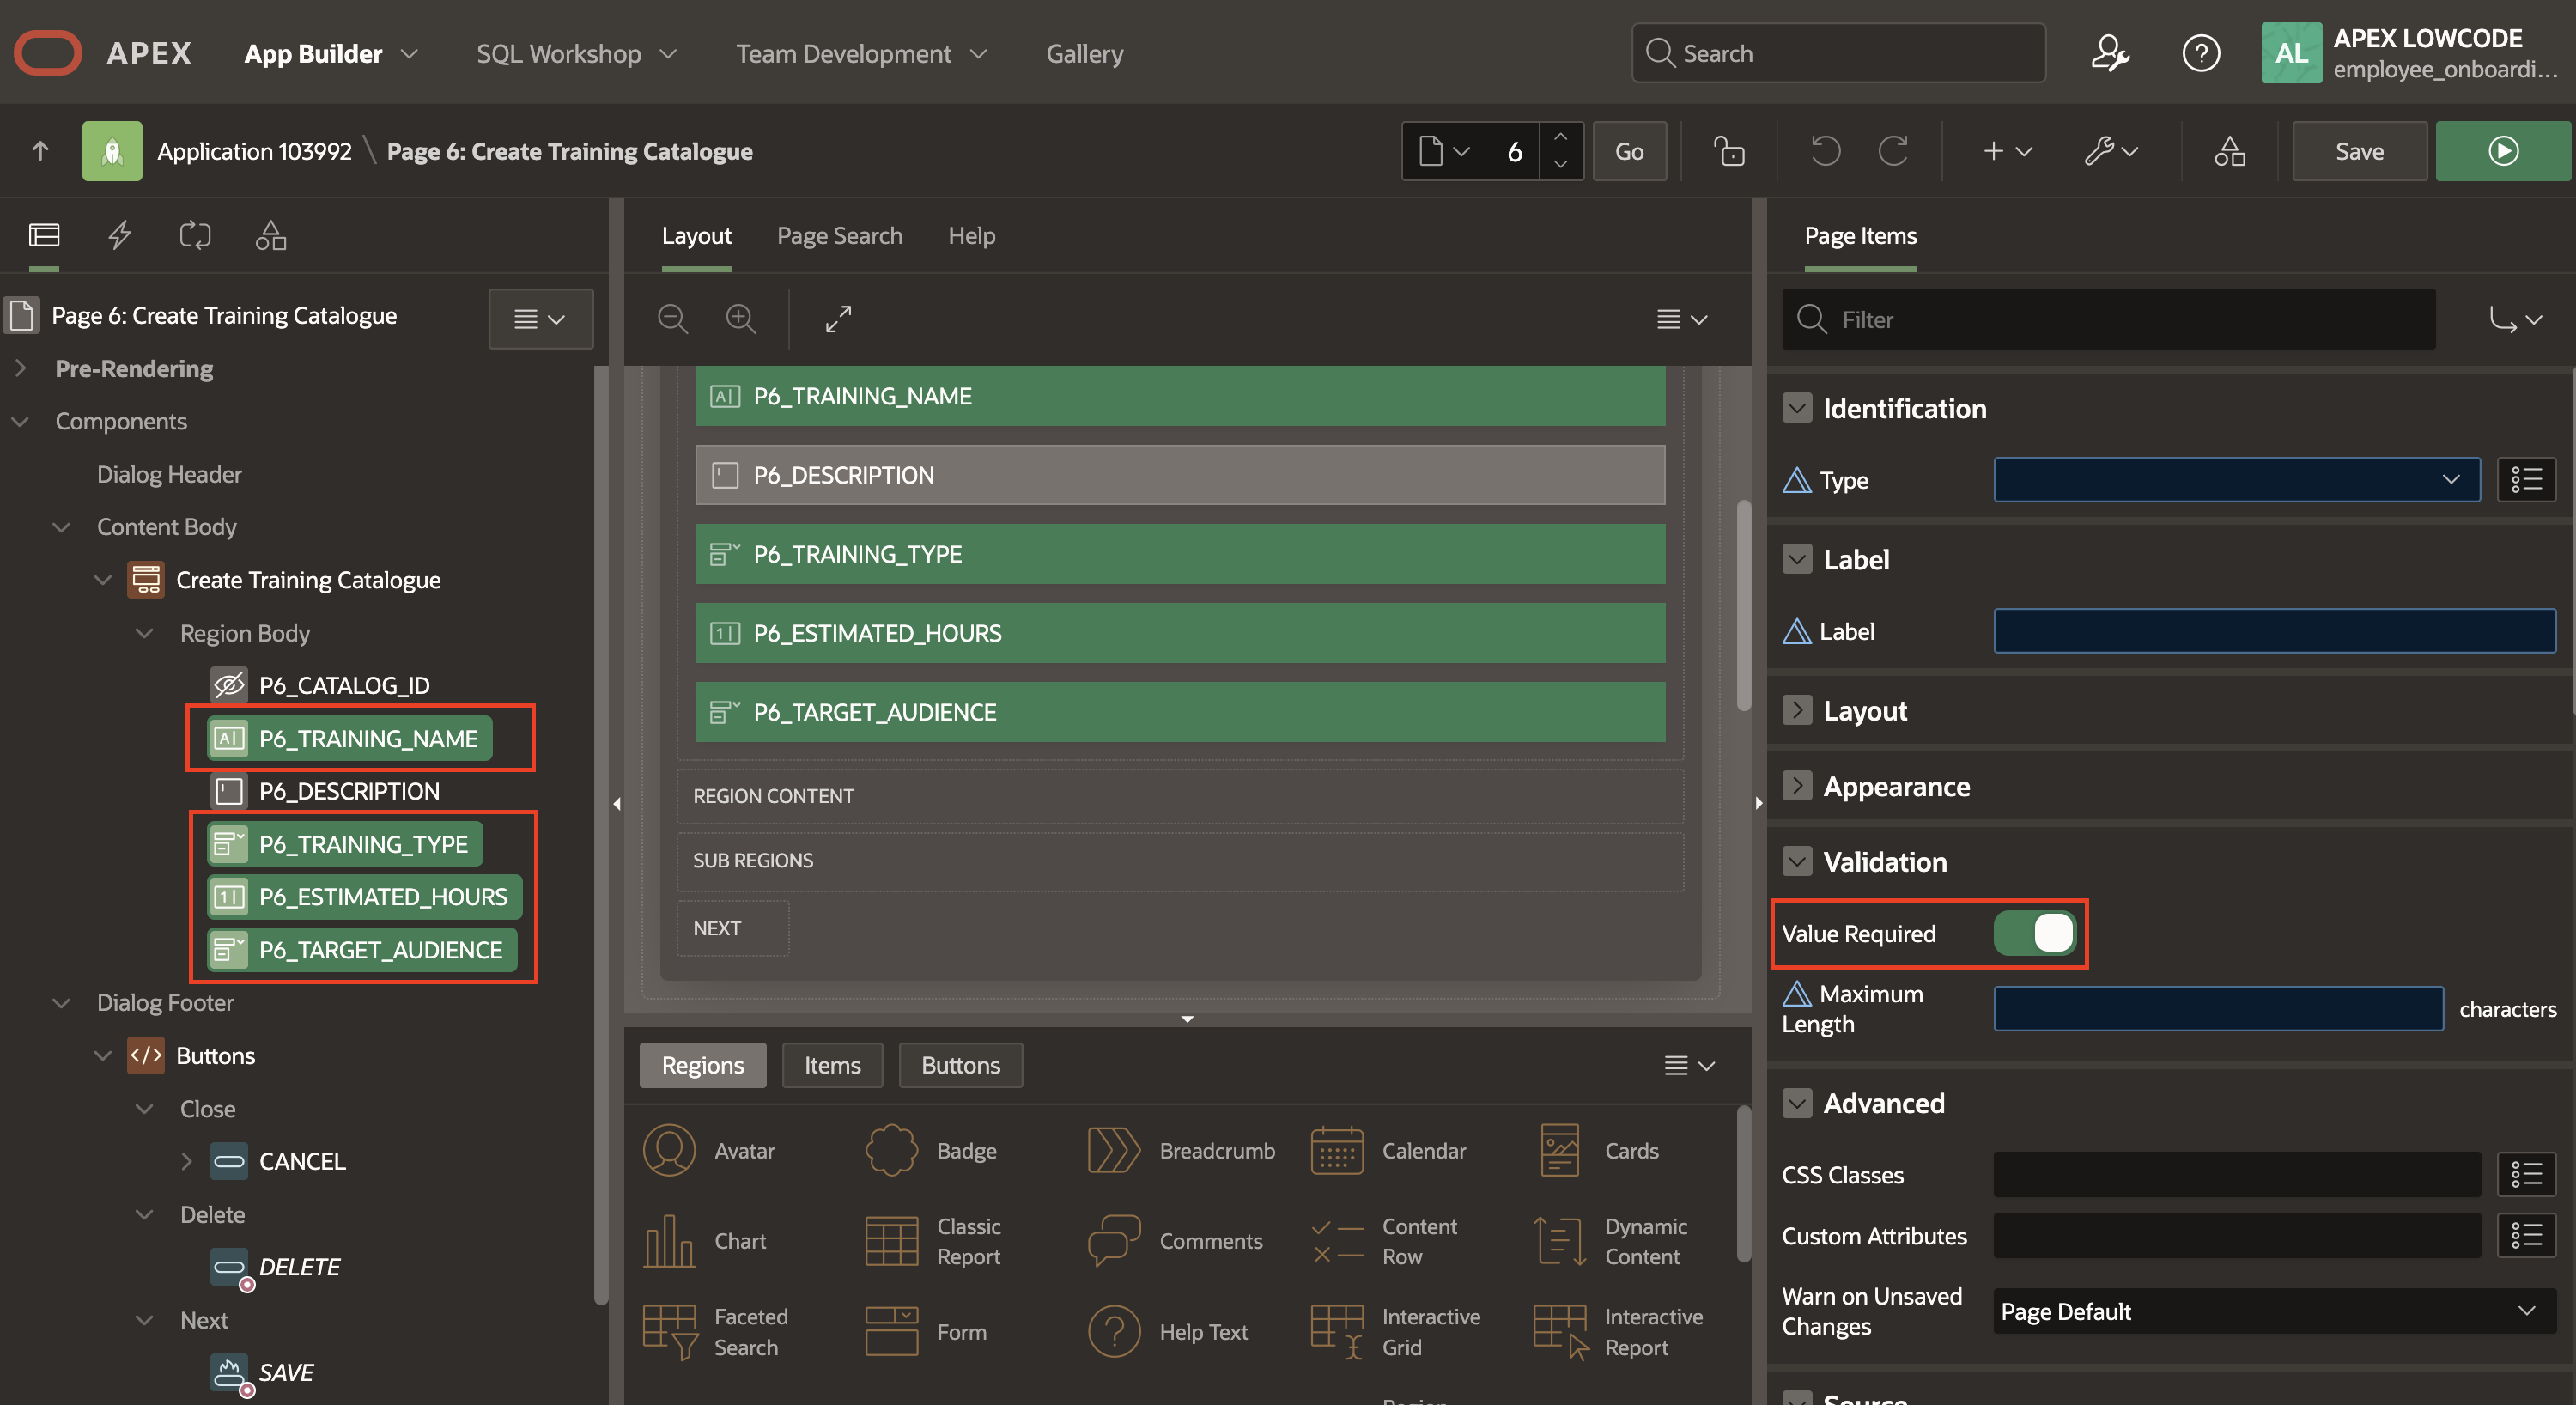 APEX
App Builder
SQL Workshop
Team Development
Gallery
Search
AL
APEX LOWCODE
employee_onboardi...
Application 103992 \ Page 6: Create Training Catalogue
6
Go
Save
Layout
Page Search
Help
Page Items
Page 6: Create Training Catalogue
Pre-Rendering
Components
Dialog Header
Content Body
Create Training Catalogue
Region Body
P6_CATALOG_ID
P6_TRAINING_NAME
P6_DESCRIPTION
P6_TRAINING_TYPE
P6_ESTIMATED_HOURS
P6_TARGET_AUDIENCE
Dialog Footer
Buttons
Close
CANCEL
Delete
DELETE
Next
SAVE
P6_TRAINING_NAME
P6_DESCRIPTION
P6_TRAINING_TYPE
P6_ESTIMATED_HOURS
P6_TARGET_AUDIENCE
REGION CONTENT
SUB REGIONS
NEXT
Regions
Items
Buttons
Avatar
Badge
Breadcrumb
Calendar
Cards
Chart
Classic
Report
Comments
Content
Row
Dynamic
Content
Faceted
Search
Form
Help Text
Interactive
Grid
Interactive
Report
Region
Filter
Identification
Type
Label
Label
Layout
Appearance
Validation
Value Required
Maximum
Length
characters
Advanced
CSS Classes
Custom Attributes
Warn on Unsaved
Changes
Page Default
Source